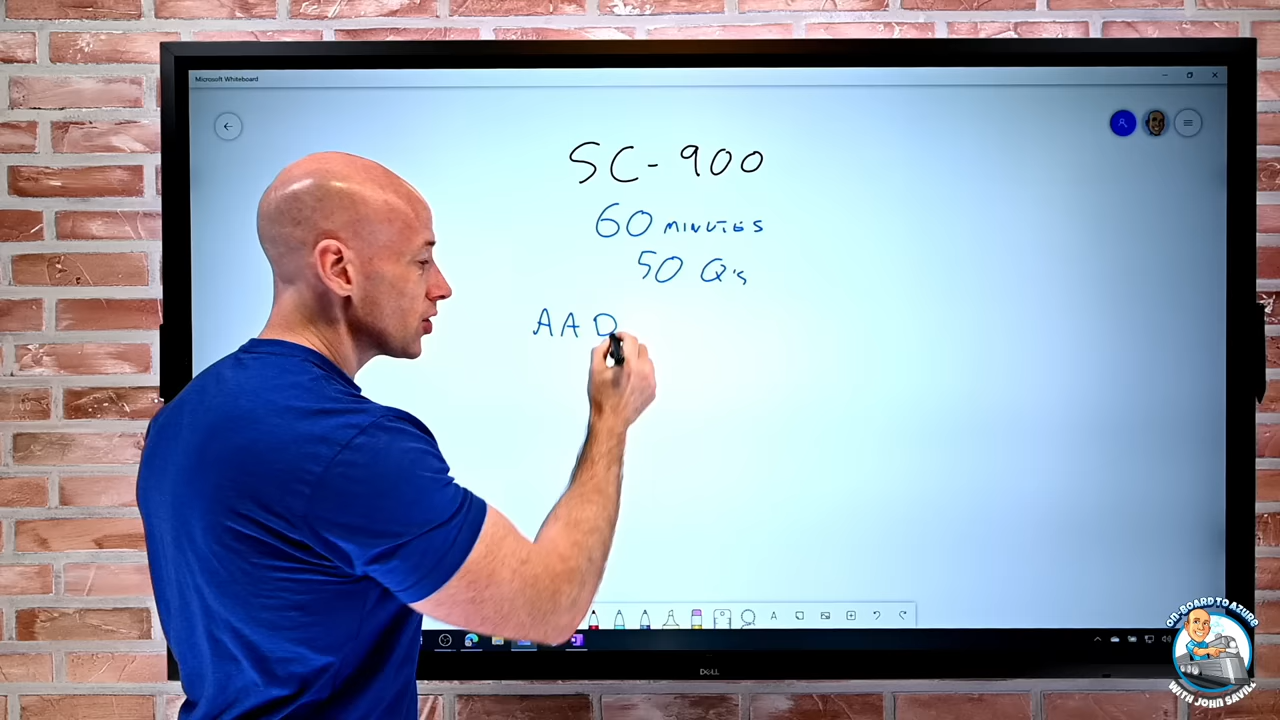 Microsoft Whiteboard
SC-900
60 MINUTES
50 Q's
AAD
A
DELL
ON-BOARD TO AZURE
WITH JOHN SAVILL